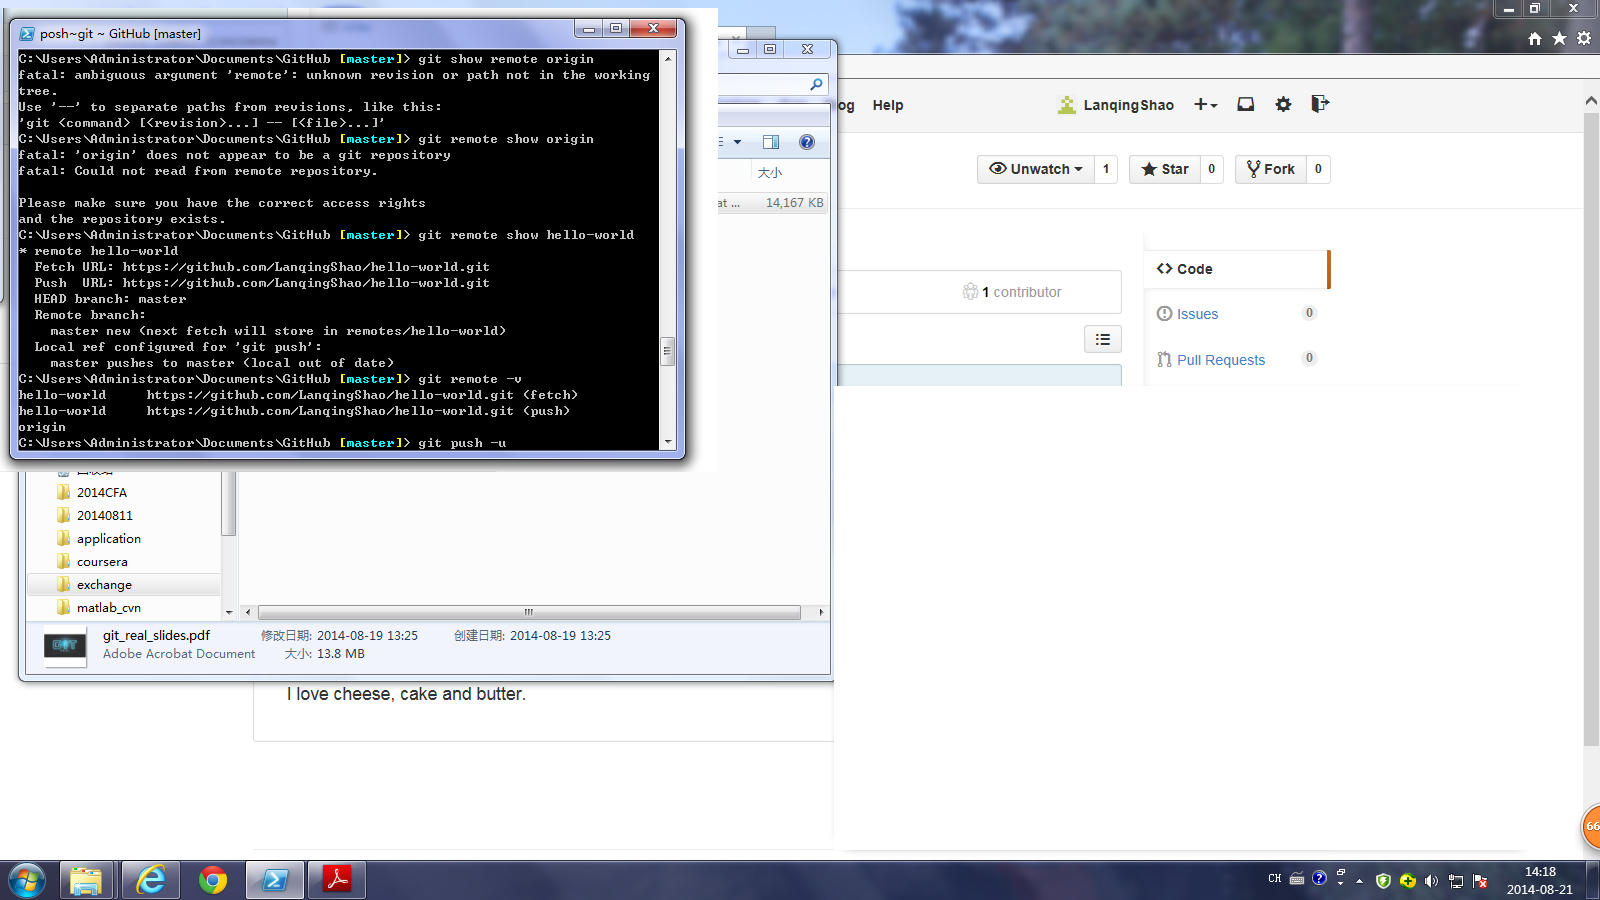 posh~git ~ GitHub [master]
C:\Users\Administrator\Documents\GitHub [master]> git show remote origin
fatal: ambiguous argument 'remote': unknown revision or path not in the working
tree.
Use '--' to separate paths from revisions, like this:
'git <command> [<revision>...] -- [<file>...]'
C:\Users\Administrator\Documents\GitHub [master]> git remote show origin
fatal: 'origin' does not appear to be a git repository
fatal: Could not read from remote repository.
Please make sure you have the correct access rights
and the repository exists.
C:\Users\Administrator\Documents\GitHub [master]> git remote show hello-world
* remote hello-world
Fetch URL: https://github.com/LanqingShao/hello-world.git
Push  URL: https://github.com/LanqingShao/hello-world.git
HEAD branch: master
Remote branch:
master new (next fetch will store in remotes/hello-world)
Local ref configured for 'git push':
master pushes to master (local out of date)
C:\Users\Administrator\Documents\GitHub [master]> git remote -v
hello-world     https://github.com/LanqingShao/hello-world.git (fetch)
hello-world     https://github.com/LanqingShao/hello-world.git (push)
origin
C:\Users\Administrator\Documents\GitHub [master]> git push -u
og Help LanqingShao
Unwatch 1 Star 0 Fork 0
大小
at ... 14,167 KB
1 contributor
Code
Issues 0
Pull Requests 0
2014CFA
20140811
application
coursera
exchange
matlab_cvn
git_real_slides.pdf 修改日期: 2014-08-19 13:25 创建日期: 2014-08-19 13:25
Adobe Acrobat Document 大小: 13.8 MB
I love cheese, cake and butter.
66
CH 14:18
2014-08-21